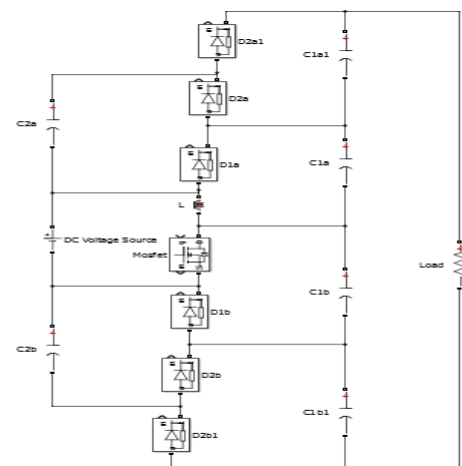 D2a1
C1a1
D2a
C2a
D1a
C1a
L
DC Voltage Source
Mosfet
Load
C1b
D1b
C2b
D2b
C1b1
D2b1